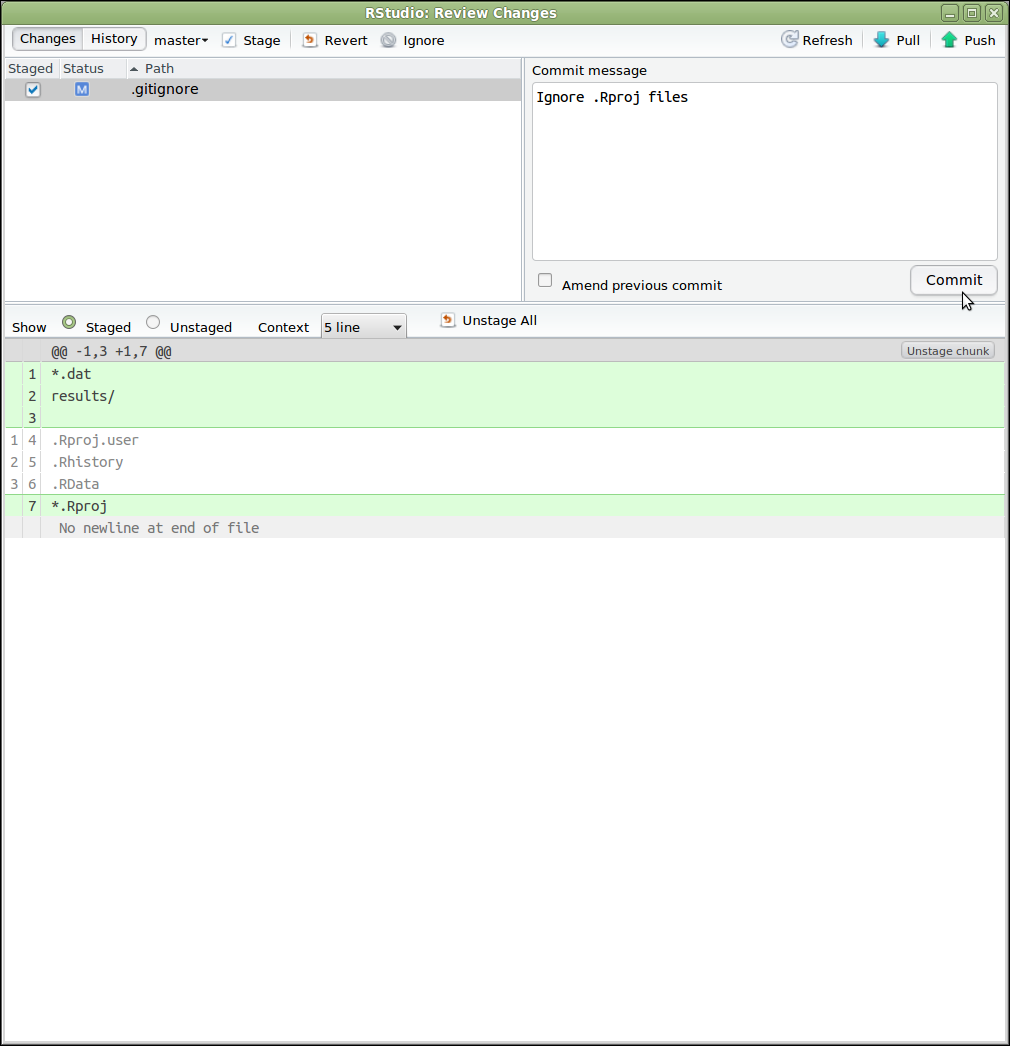 RStudio: Review Changes
Changes History master Stage Revert Ignore Refresh Pull Push
Staged Status Path
M .gitignore
Commit message
Ignore .Rproj files
Amend previous commit Commit
Show Staged Unstaged Context 5 line Unstage All
@@ -1,3 +1,7 @@ Unstage chunk
1 *.dat
2 results/
3
1 4 .Rproj.user
2 5 .Rhistory
3 6 .RData
7 *.Rproj
No newline at end of file